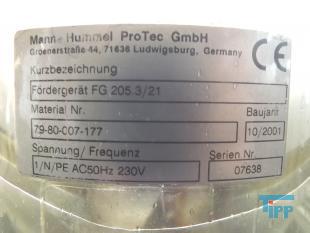 Mann+Hummel ProTec GmbH
Groenerstraße 44, 71636 Ludwigsburg, Germany
CE
Kurzbezeichnung
Fördergerät FG 205.3/21
Material Nr. Baujahr
79-80-007-177 10/2001
Spannung/ Frequenz Serien Nr.
1/N/PE AC50Hz 230V 07638
TIPP